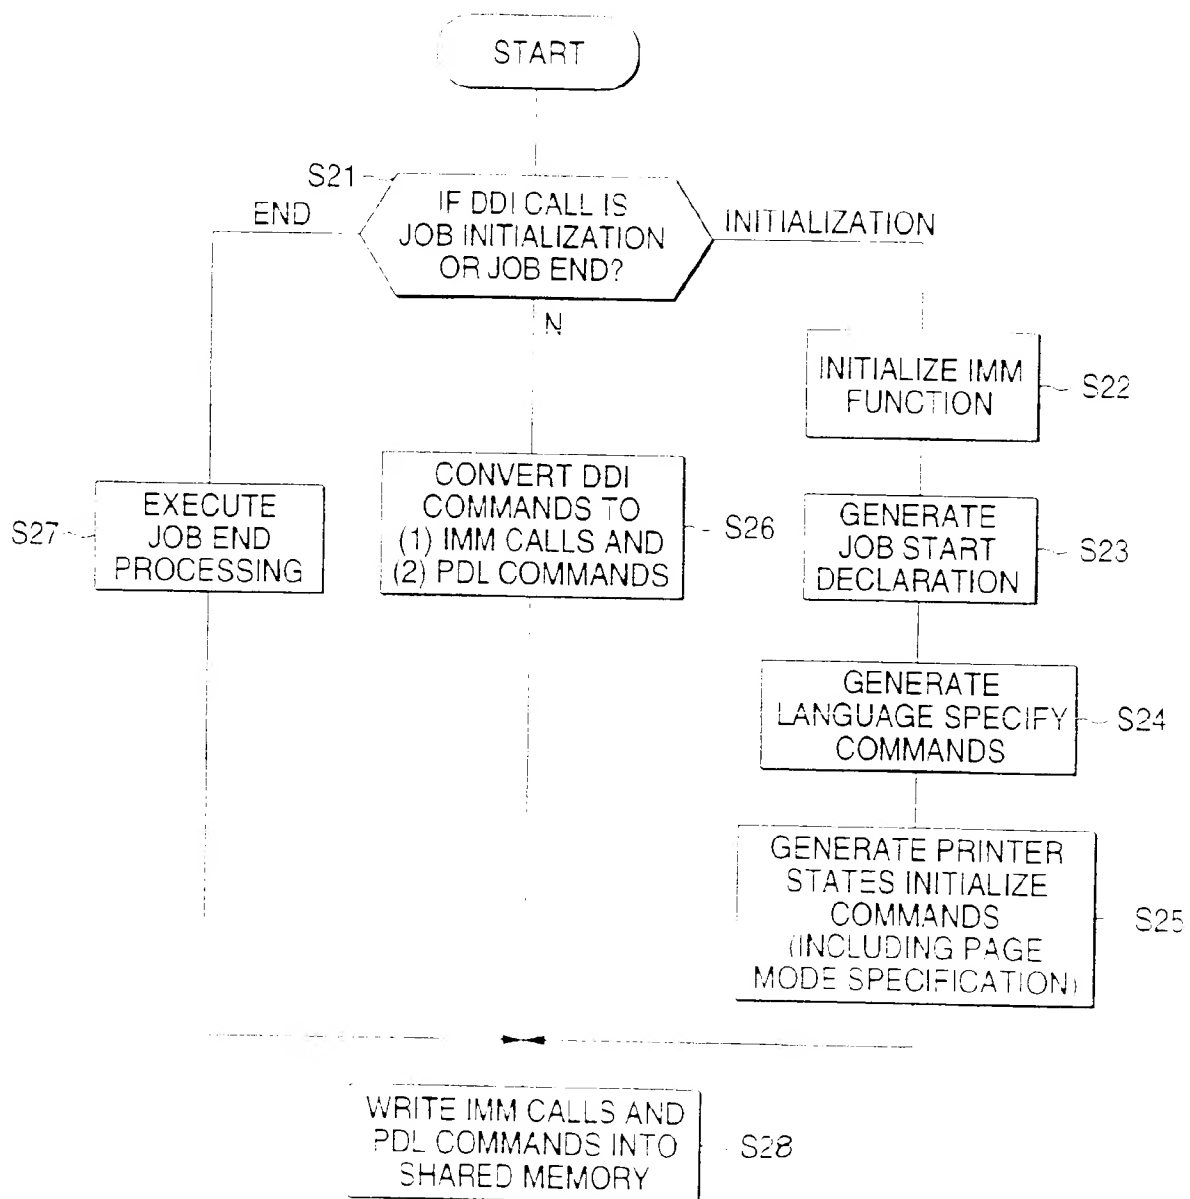 START
S21
IF DDI CALL IS
JOB INITIALIZATION
OR JOB END?
END
INITIALIZATION
N
INITIALIZE IMM
FUNCTION
S22
CONVERT DDI
COMMANDS TO
(1) IMM CALLS AND
(2) PDL COMMANDS
S26
S27
EXECUTE
JOB END
PROCESSING
GENERATE
JOB START
DECLARATION
S23
GENERATE
LANGUAGE SPECIFY
COMMANDS
S24
GENERATE PRINTER
STATES INITIALIZE
COMMANDS
(INCLUDING PAGE
MODE SPECIFICATION)
S25
WRITE IMM CALLS AND
PDL COMMANDS INTO
SHARED MEMORY
S28